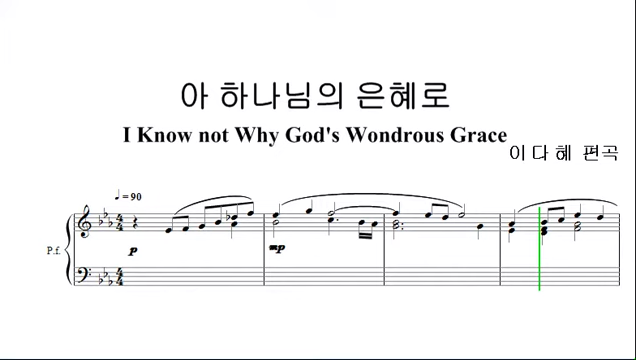 아 하나님의 은혜로
I Know not Why God's Wondrous Grace
이 다 혜 편곡
♩ = 90
P.f.
p
mp